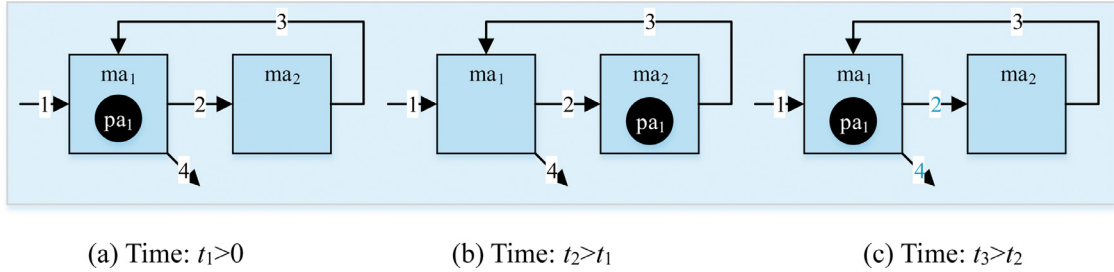 3 3 3
ma₁ ma₂ ma₁ ma₂ ma₁ ma₂
1 2 1 2 1 2
pa₁ pa₁ pa₁
4 4 4
(a) Time: t₁>0 (b) Time: t₂>t₁ (c) Time: t₃>t₂